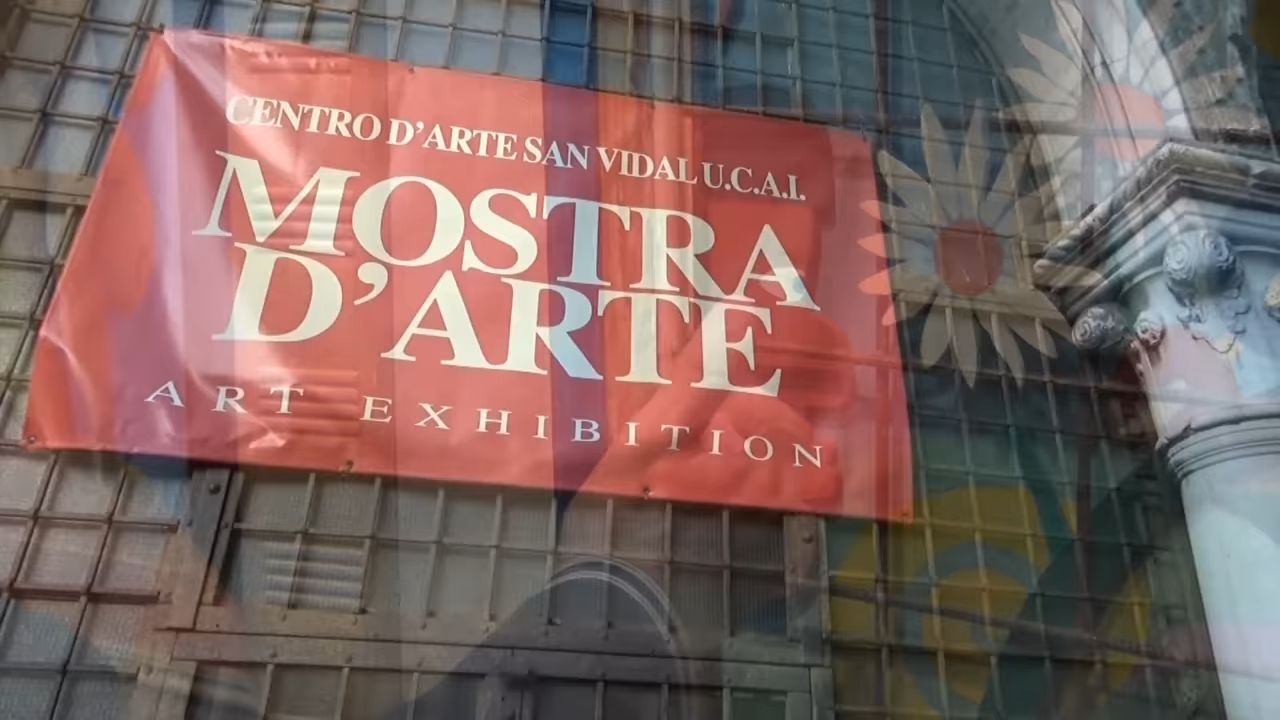 CENTRO D'ARTE SAN VIDAL U.C.A.I.
MOSTRA
D'ARTE
ART EXHIBITION